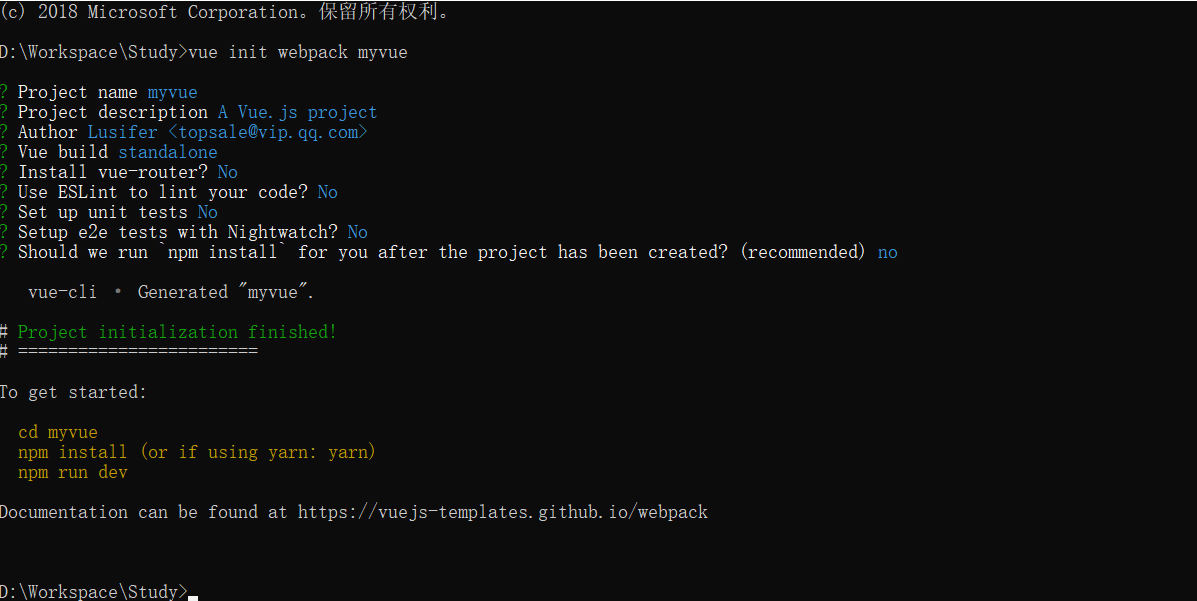 (c) 2018 Microsoft Corporation。保留所有权利。
D:\Workspace\Study>vue init webpack myvue
? Project name myvue
? Project description A Vue.js project
? Author Lusifer <topsale@vip.qq.com>
? Vue build standalone
? Install vue-router? No
? Use ESLint to lint your code? No
? Set up unit tests No
? Setup e2e tests with Nightwatch? No
? Should we run `npm install` for you after the project has been created? (recommended) no
vue-cli · Generated "myvue".
# Project initialization finished!
# ========================
To get started:
cd myvue
npm install (or if using yarn: yarn)
npm run dev
Documentation can be found at https://vuejs-templates.github.io/webpack
D:\Workspace\Study>